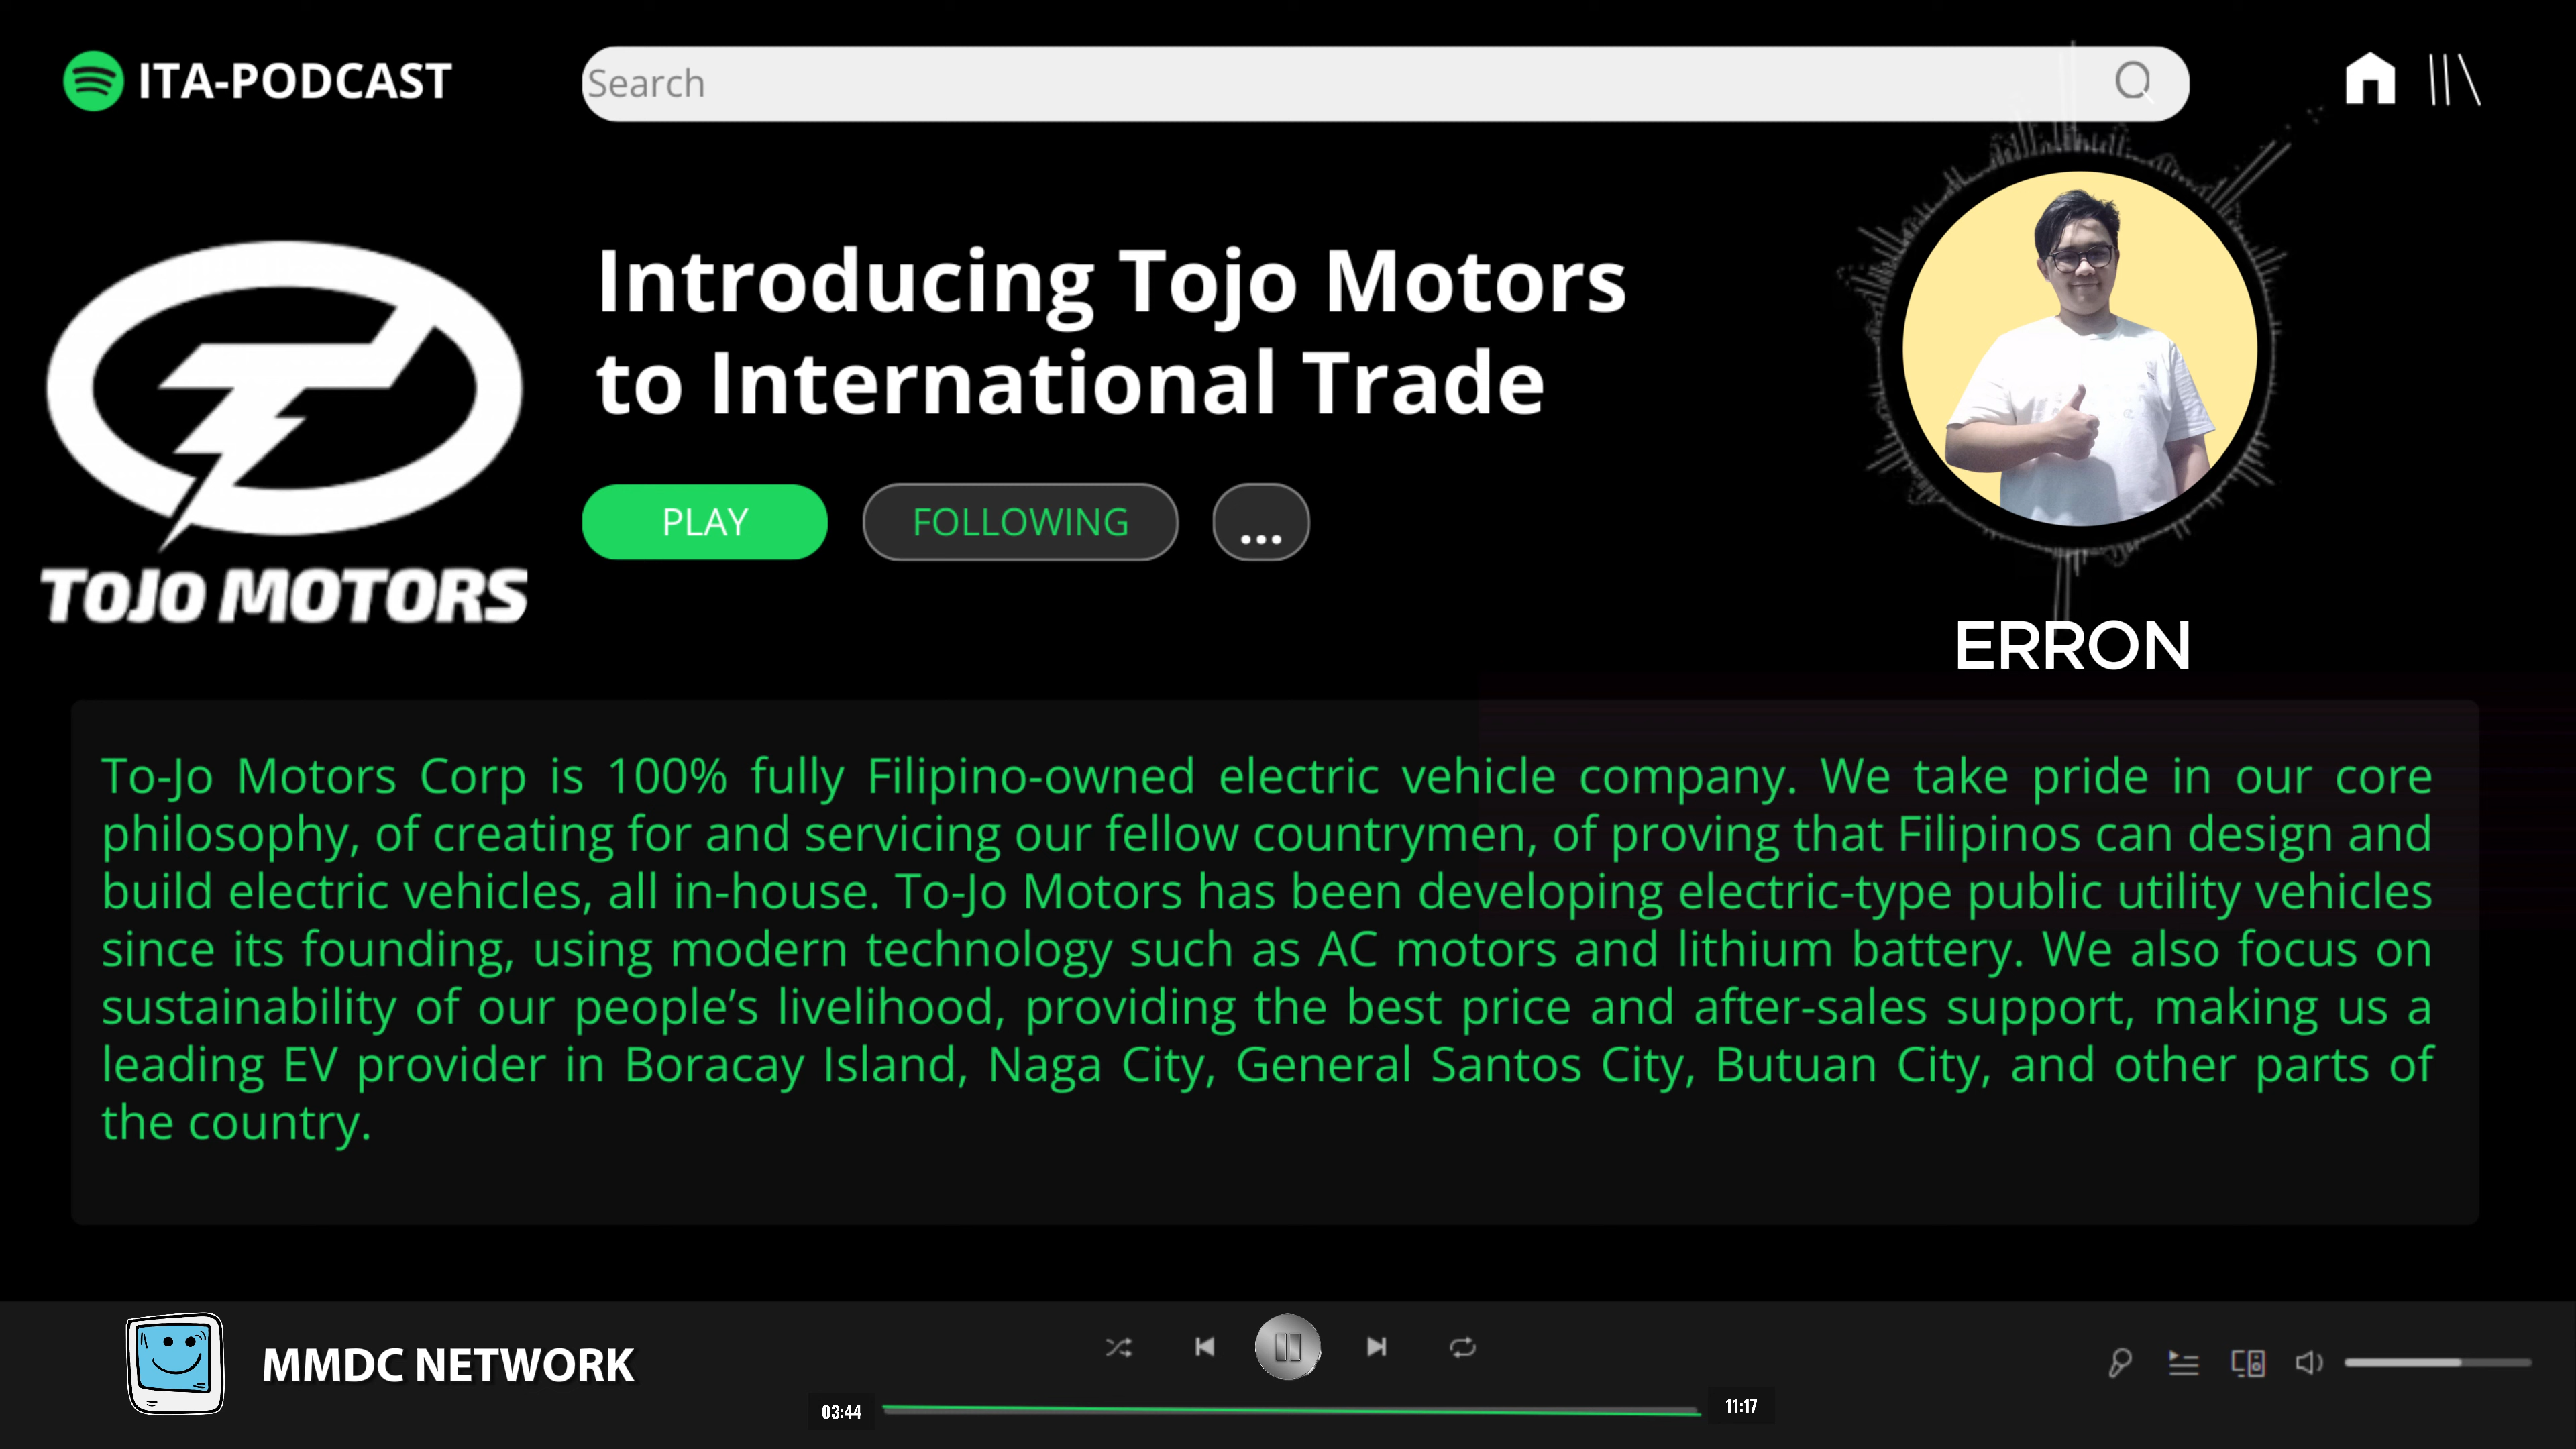 ITA-PODCAST
Search
Introducing Tojo Motors
to International Trade
PLAY
FOLLOWING
...
TOJO MOTORS
ERRON
To-Jo Motors Corp is 100% fully Filipino-owned electric vehicle company. We take pride in our core
philosophy, of creating for and servicing our fellow countrymen, of proving that Filipinos can design and
build electric vehicles, all in-house. To-Jo Motors has been developing electric-type public utility vehicles
since its founding, using modern technology such as AC motors and lithium battery. We also focus on
sustainability of our people’s livelihood, providing the best price and after-sales support, making us a
leading EV provider in Boracay Island, Naga City, General Santos City, Butuan City, and other parts of
the country.
MMDC NETWORK
03:44
11:17